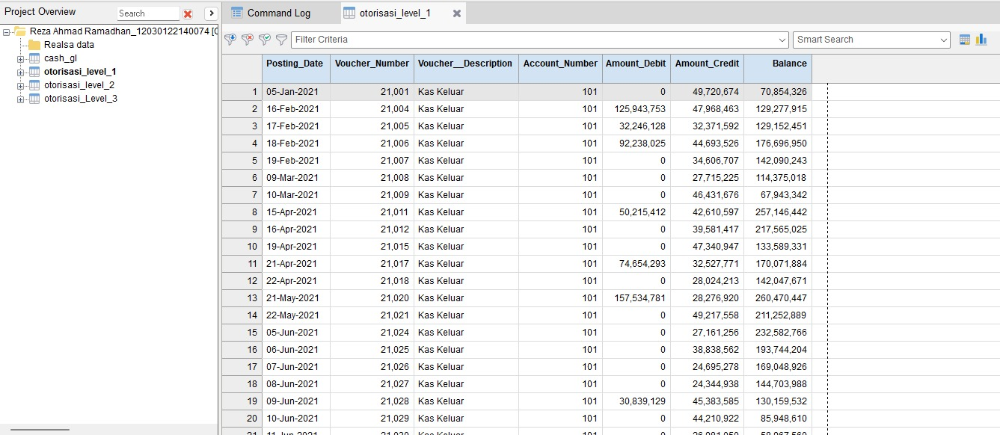 Project Overview Search
Reza Ahmad Ramadhan_12030122140074 [
Realsa data
cash_gl
otorisasi_level_1
otorisasi_level_2
otorisasi_Level_3
Command Log otorisasi_level_1
Filter Criteria Smart Search
Posting_Date Voucher_Number Voucher__Description Account_Number Amount_Debit Amount_Credit Balance
1 05-Jan-2021 21,001 Kas Keluar 101 0 49,720,674 70,854,326
2 16-Feb-2021 21,004 Kas Keluar 101 125,943,753 47,968,463 129,277,915
3 17-Feb-2021 21,005 Kas Keluar 101 32,246,128 32,371,592 129,152,451
4 18-Feb-2021 21,006 Kas Keluar 101 92,238,025 44,693,526 176,696,950
5 19-Feb-2021 21,007 Kas Keluar 101 0 34,606,707 142,090,243
6 09-Mar-2021 21,008 Kas Keluar 101 0 27,715,225 114,375,018
7 10-Mar-2021 21,009 Kas Keluar 101 0 46,431,676 67,943,342
8 15-Apr-2021 21,011 Kas Keluar 101 50,215,412 42,610,597 257,146,442
9 16-Apr-2021 21,012 Kas Keluar 101 0 39,581,417 217,565,025
10 19-Apr-2021 21,015 Kas Keluar 101 0 47,340,947 133,589,331
11 21-Apr-2021 21,017 Kas Keluar 101 74,654,293 32,527,771 170,071,884
12 22-Apr-2021 21,018 Kas Keluar 101 0 28,024,213 142,047,671
13 21-May-2021 21,020 Kas Keluar 101 157,534,781 28,276,920 260,470,447
14 22-May-2021 21,021 Kas Keluar 101 0 49,217,558 211,252,889
15 05-Jun-2021 21,024 Kas Keluar 101 0 27,161,256 232,582,766
16 06-Jun-2021 21,025 Kas Keluar 101 0 38,838,562 193,744,204
17 07-Jun-2021 21,026 Kas Keluar 101 0 24,695,278 169,048,926
18 08-Jun-2021 21,027 Kas Keluar 101 0 24,344,938 144,703,988
19 09-Jun-2021 21,028 Kas Keluar 101 30,839,129 45,383,585 130,159,532
20 10-Jun-2021 21,029 Kas Keluar 101 0 44,210,922 85,948,610